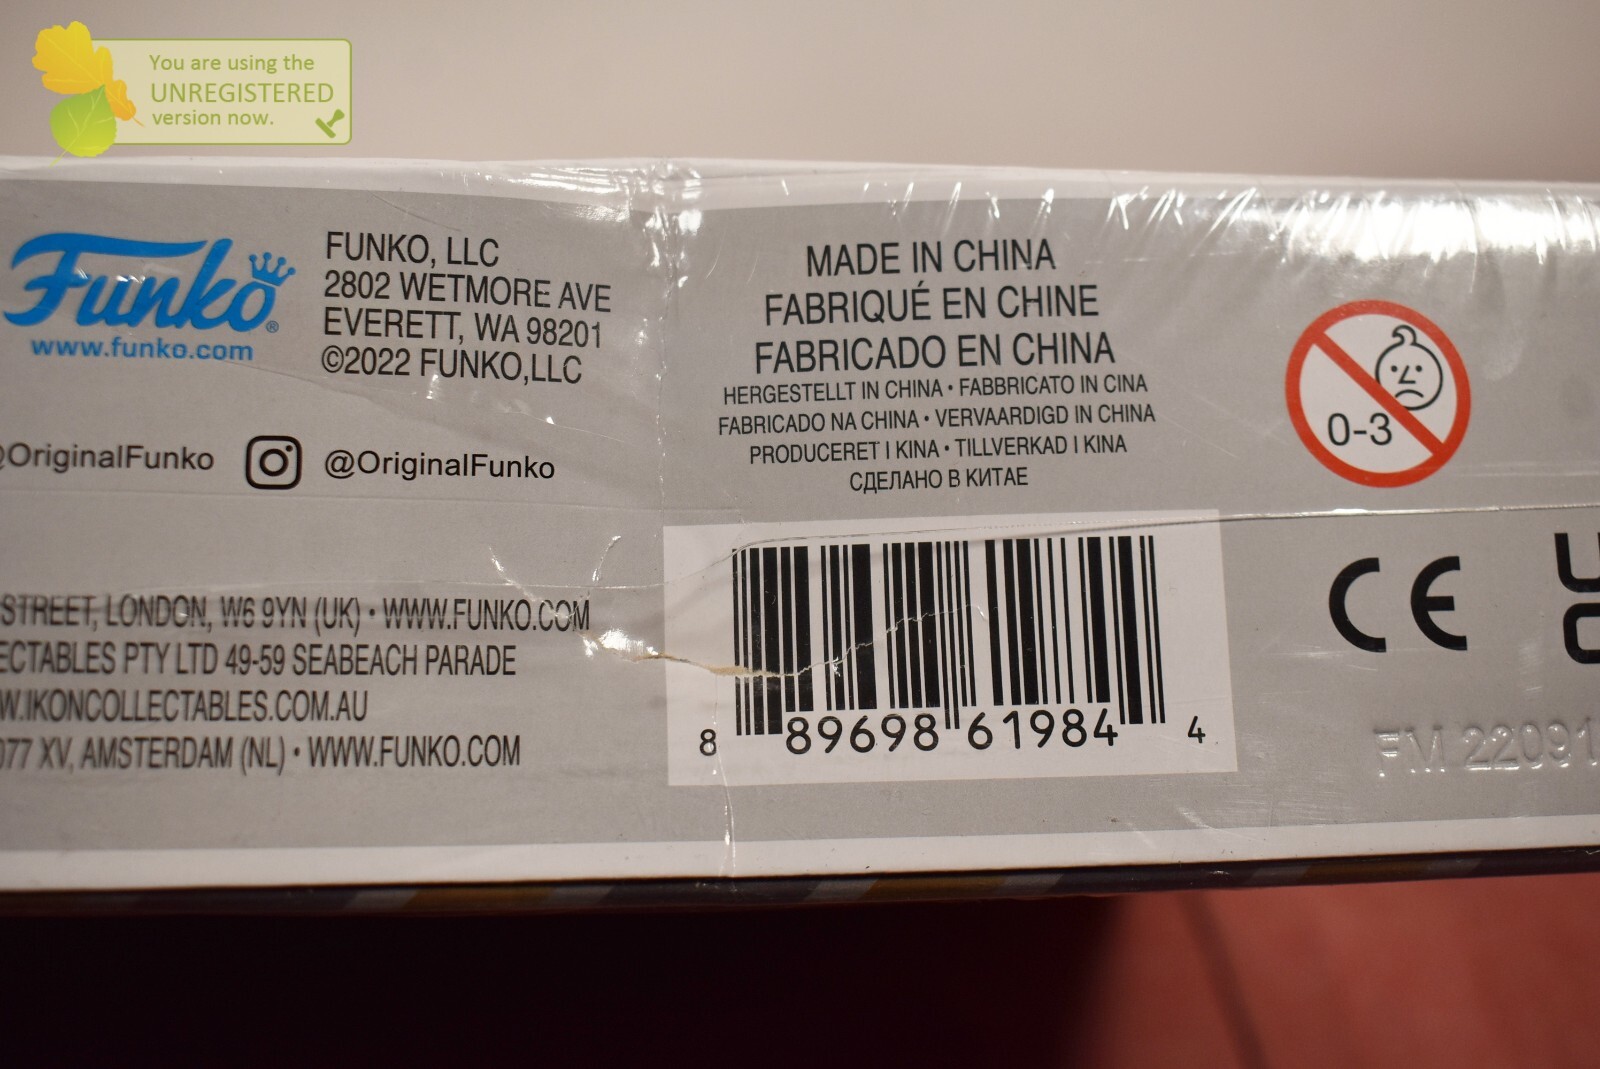 You are using the
UNREGISTERED
version now.
Funko®
www.funko.com
FUNKO, LLC
2802 WETMORE AVE
EVERETT, WA 98201
©2022 FUNKO,LLC
@OriginalFunko
@OriginalFunko
STREET, LONDON, W6 9YN (UK) • WWW.FUNKO.COM
PTY LTD 49-59 SEABEACH PARADE
W.IKONCOLLECTABLES.COM.AU
077 XV, AMSTERDAM (NL) • WWW.FUNKO.COM
MADE IN CHINA
FABRIQUÉ EN CHINE
FABRICADO EN CHINA
HERGESTELLT IN CHINA • FABBRICATO IN CINA
FABRICADO NA CHINA • VERVAARDIGD IN CHINA
PRODUCERET I KINA • TILLVERKAD I KINA
СДЕЛАНО В КИТАЕ
8 89698 61984 4
0-3
CE
FM 22091